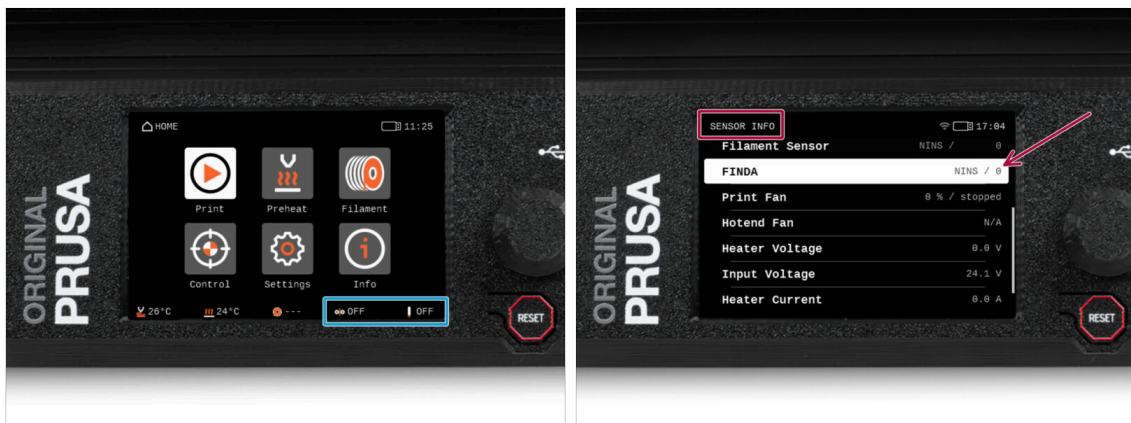 HOME
11:25
Print
Preheat
Filament
Control
Settings
Info
26°C
24°C
---
OFF
OFF
ORIGINAL
PRUSA
RESET
SENSOR INFO
17:04
Filament Sensor NINS / 0
FINDA NINS / 0
Print Fan 0 % / stopped
Hotend Fan N/A
Heater Voltage 0.0 V
Input Voltage 24.1 V
Heater Current 0.0 A
ORIGINAL
PRUSA
RESET